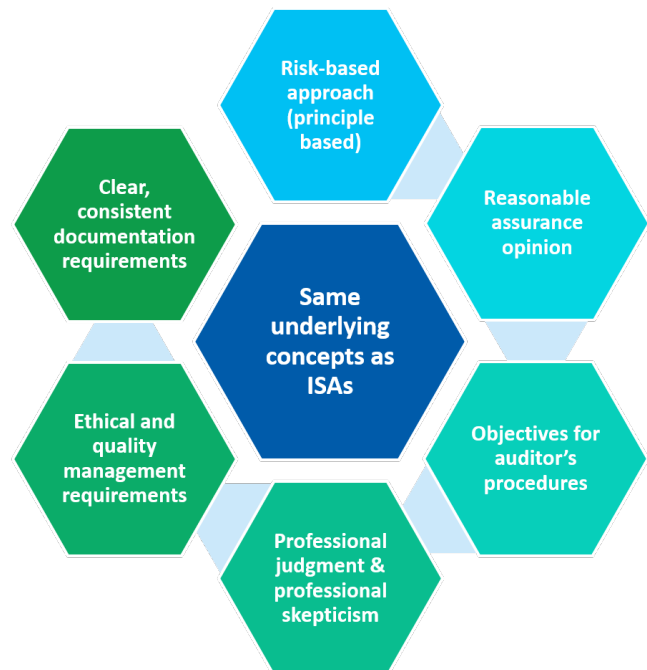 Risk-based
approach
(principle
based)
Reasonable
assurance
opinion
Objectives for
auditor's
procedures
Professional
judgment &
professional
skepticism
Ethical and
quality
management
requirements
Clear,
consistent
documentation
requirements
Same
underlying
concepts as
ISAs